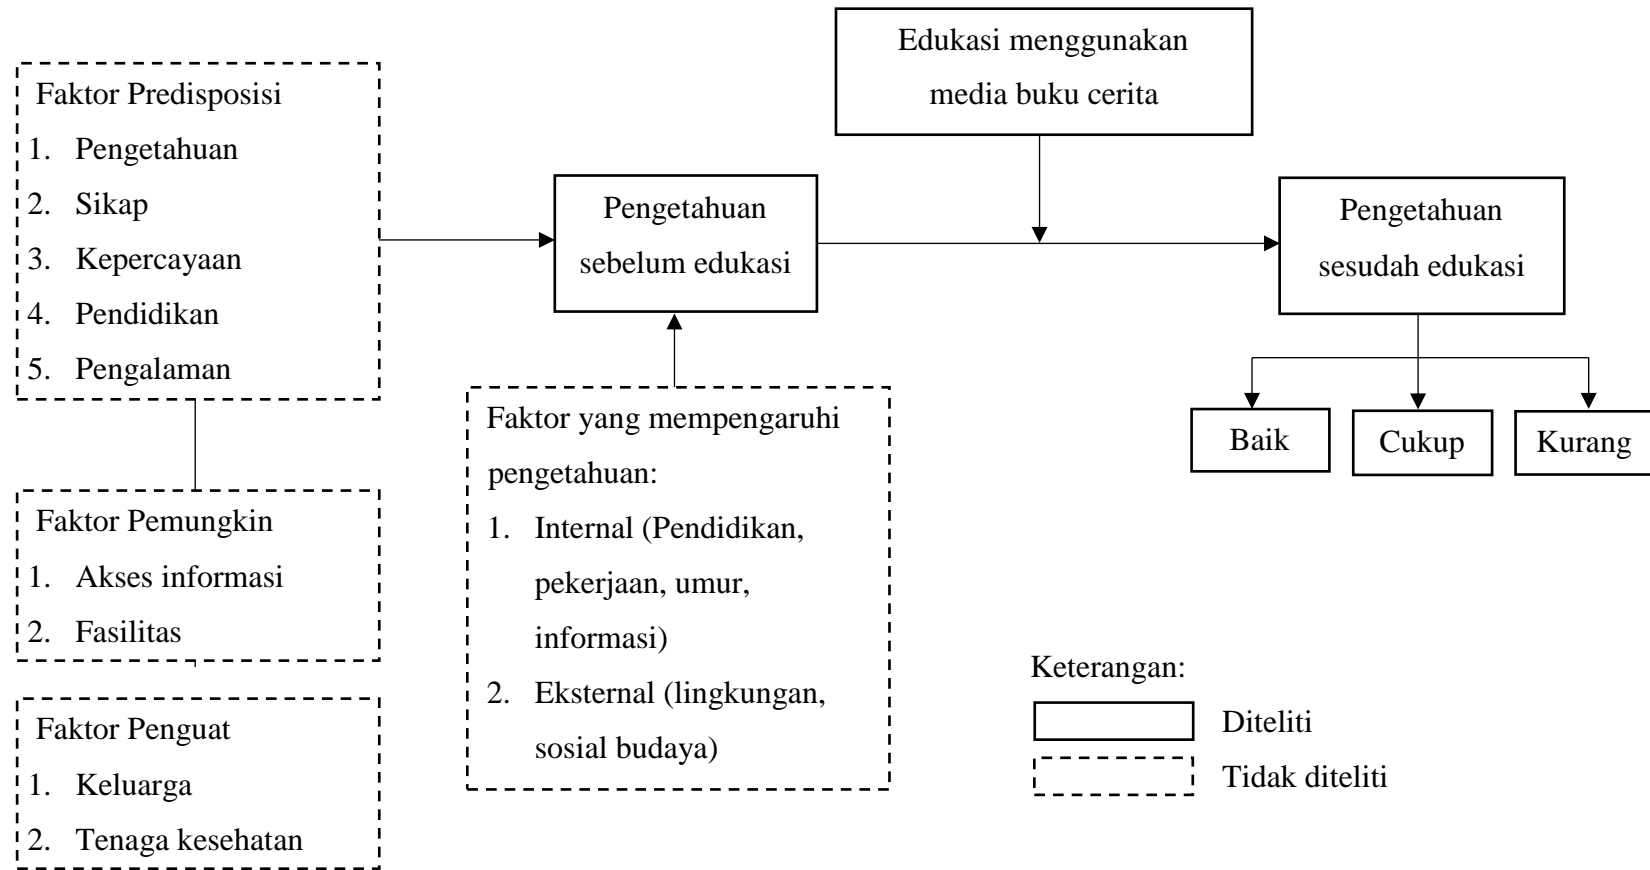 Edukasi menggunakan
media buku cerita
Faktor Predisposisi
1. Pengetahuan
2. Sikap
3. Kepercayaan
4. Pendidikan
5. Pengalaman
Pengetahuan
sebelum edukasi
Pengetahuan
sesudah edukasi
Baik
Cukup
Kurang
Faktor yang mempengaruhi
pengetahuan:
1. Internal (Pendidikan,
pekerjaan, umur,
informasi)
2. Eksternal (lingkungan,
sosial budaya)
Faktor Pemungkin
1. Akses informasi
2. Fasilitas
Faktor Penguat
1. Keluarga
2. Tenaga kesehatan
Keterangan:
Diteliti
Tidak diteliti